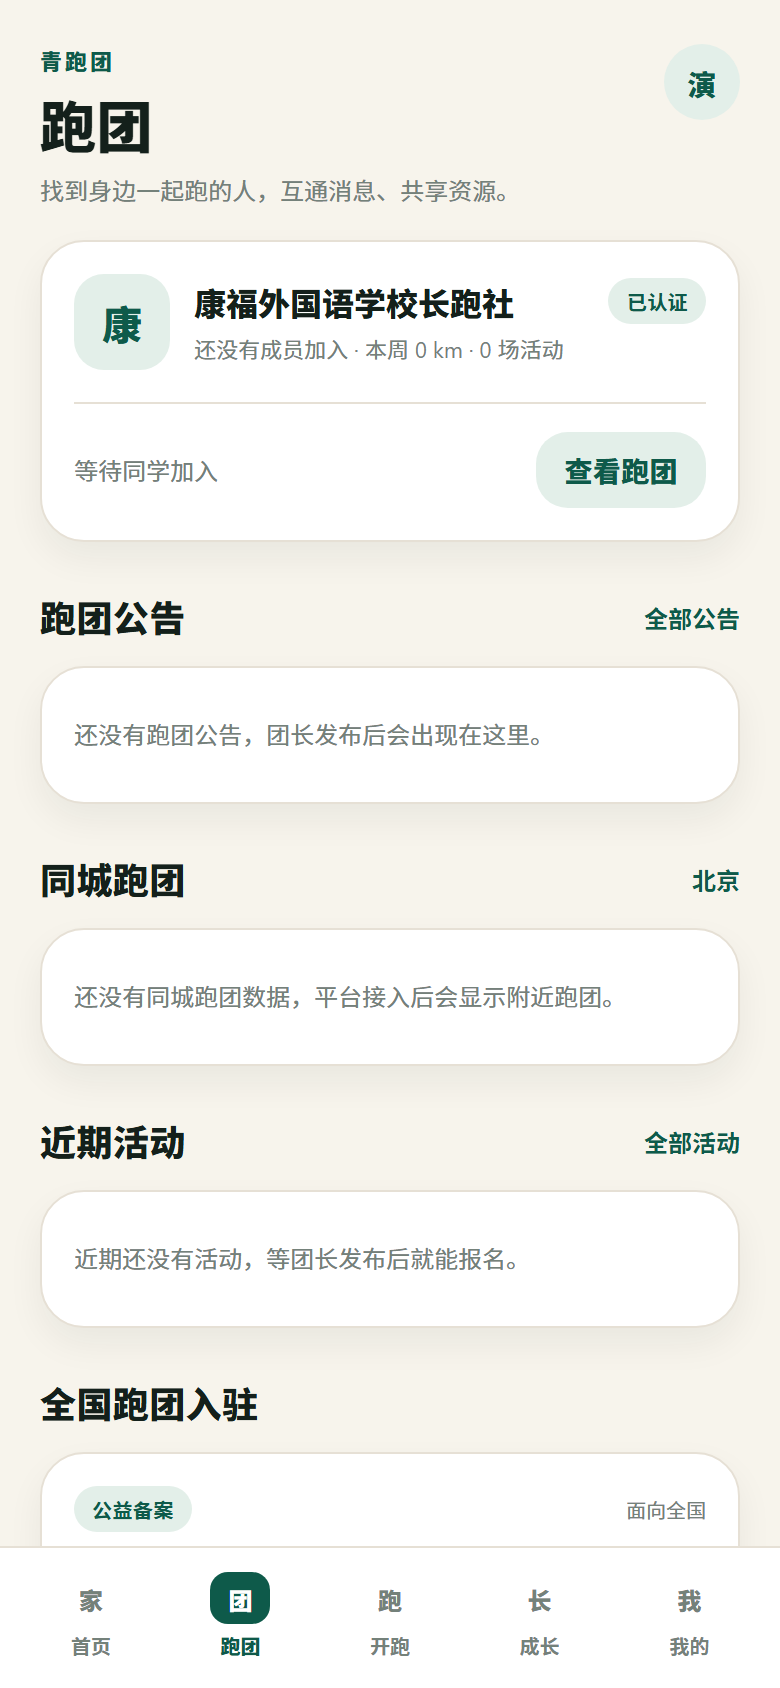 青跑团
演
跑团
找到身边一起跑的人，互通消息、共享资源。
康
康福外国语学校长跑社
已认证
还没有成员加入 · 本周 0 km · 0 场活动
等待同学加入
查看跑团
跑团公告
全部公告
还没有跑团公告，团长发布后会出现在这里。
同城跑团
北京
还没有同城跑团数据，平台接入后会显示附近跑团。
近期活动
全部活动
近期还没有活动，等团长发布后就能报名。
全国跑团入驻
公益备案
面向全国
家
团
跑
长
我
首页
跑团
开跑
成长
我的